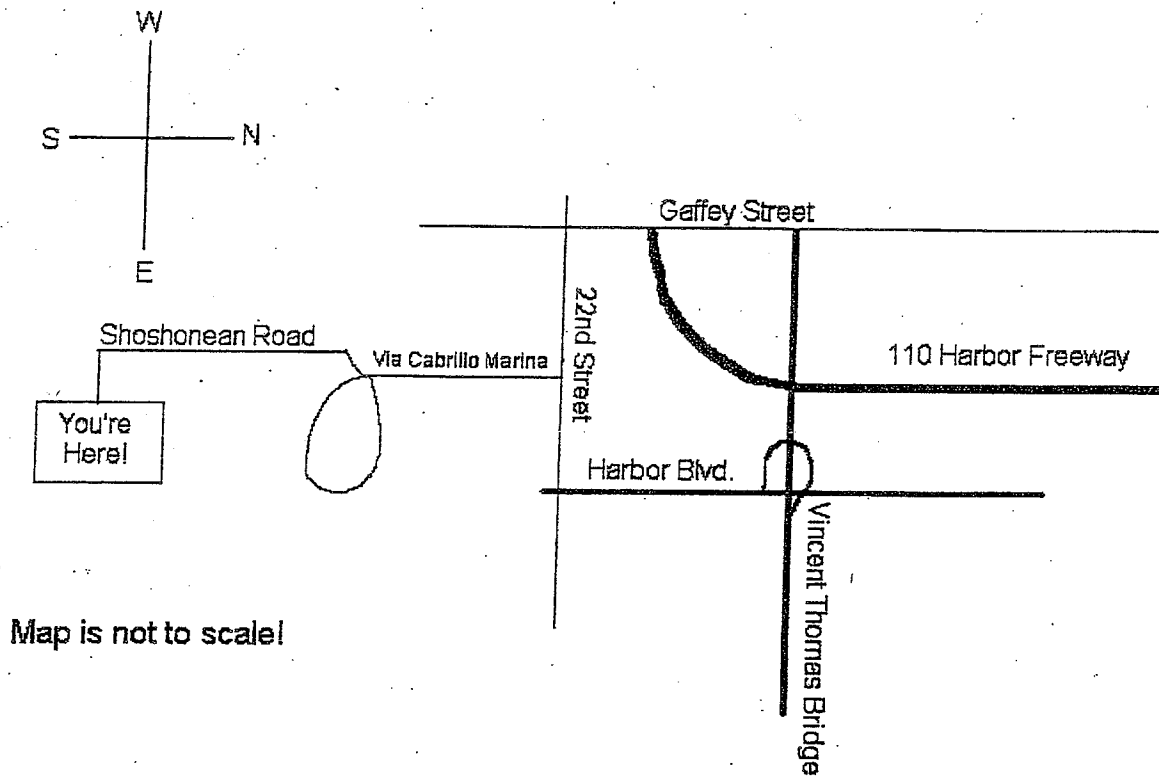 W
S
N
E
Gaffey Street
22nd Street
Shoshonean Road
Via Cabrillo Marina
110 Harbor Freeway
You're
Here!
Harbor Blvd.
Vincent Thomas Bridge
Map is not to scale!